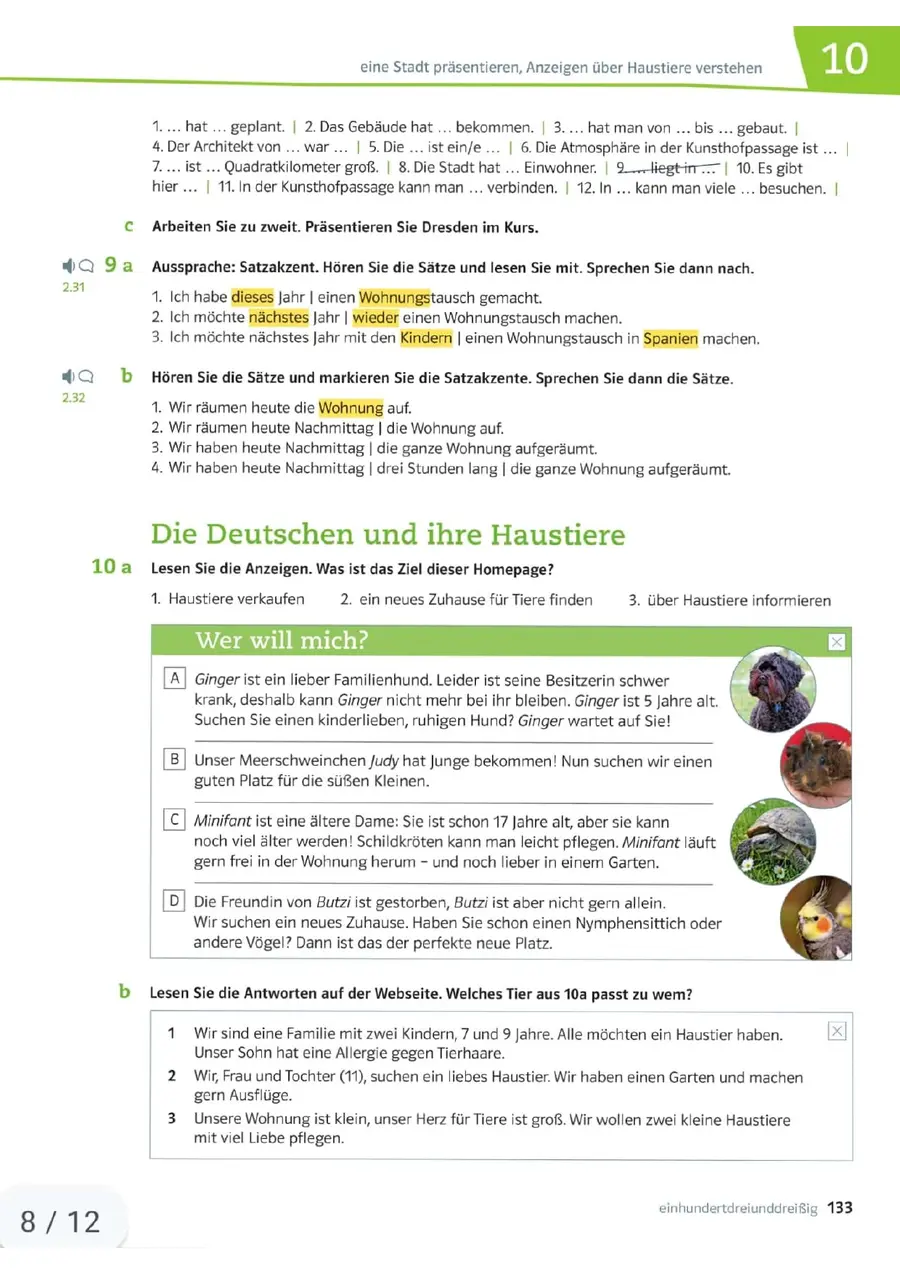 eine Stadt präsentieren, Anzeigen über Haustiere verstehen
10
1. ... hat ... geplant. | 2. Das Gebäude hat ... bekommen. | 3. ... hat man von ... bis ... gebaut. |
4. Der Architekt von ... war ... | 5. Die ... ist ein/e ... | 6. Die Atmosphäre in der Kunsthofpassage ist ... |
7. ... ist ... Quadratkilometer groß. | 8. Die Stadt hat ... Einwohner. | 9. ... liegt in ... | 10. Es gibt
hier ... | 11. In der Kunsthofpassage kann man ... verbinden. | 12. In ... kann man viele ... besuchen. |
c Arbeiten Sie zu zweit. Präsentieren Sie Dresden im Kurs.
9 a Aussprache: Satzakzent. Hören Sie die Sätze und lesen Sie mit. Sprechen Sie dann nach.
2.31
1. Ich habe dieses Jahr | einen Wohnungstausch gemacht.
2. Ich möchte nächstes Jahr | wieder einen Wohnungstausch machen.
3. Ich möchte nächstes Jahr mit den Kindern | einen Wohnungstausch in Spanien machen.
b Hören Sie die Sätze und markieren Sie die Satzakzente. Sprechen Sie dann die Sätze.
2.32
1. Wir räumen heute die Wohnung auf.
2. Wir räumen heute Nachmittag | die Wohnung auf.
3. Wir haben heute Nachmittag | die ganze Wohnung aufgeräumt.
4. Wir haben heute Nachmittag | drei Stunden lang | die ganze Wohnung aufgeräumt.
Die Deutschen und ihre Haustiere
10 a Lesen Sie die Anzeigen. Was ist das Ziel dieser Homepage?
1. Haustiere verkaufen 2. ein neues Zuhause für Tiere finden 3. über Haustiere informieren
Wer will mich?
A Ginger ist ein lieber Familienhund. Leider ist seine Besitzerin schwer
krank, deshalb kann Ginger nicht mehr bei ihr bleiben. Ginger ist 5 Jahre alt.
Suchen Sie einen kinderlieben, ruhigen Hund? Ginger wartet auf Sie!
B Unser Meerschweinchen Judy hat Junge bekommen! Nun suchen wir einen
guten Platz für die süßen Kleinen.
C Minifant ist eine ältere Dame: Sie ist schon 17 Jahre alt, aber sie kann
noch viel älter werden! Schildkröten kann man leicht pflegen. Minifant läuft
gern frei in der Wohnung herum – und noch lieber in einem Garten.
D Die Freundin von Butzi ist gestorben, Butzi ist aber nicht gern allein.
Wir suchen ein neues Zuhause. Haben Sie schon einen Nymphensittich oder
andere Vögel? Dann ist das der perfekte neue Platz.
b Lesen Sie die Antworten auf der Webseite. Welches Tier aus 10a passt zu wem?
1 Wir sind eine Familie mit zwei Kindern, 7 und 9 Jahre. Alle möchten ein Haustier haben.
Unser Sohn hat eine Allergie gegen Tierhaare.
2 Wir, Frau und Tochter (11), suchen ein liebes Haustier. Wir haben einen Garten und machen
gern Ausflüge.
3 Unsere Wohnung ist klein, unser Herz für Tiere ist groß. Wir wollen zwei kleine Haustiere
mit viel Liebe pflegen.
einhundertdreiunddreißig 133
8 / 12